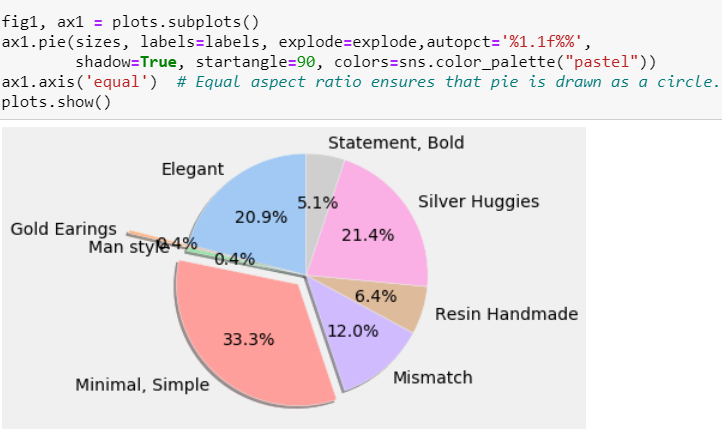 fig1, ax1 = plots.subplots()
ax1.pie(sizes, labels=labels, explode=explode,autopct='%1.1f%%',
        shadow=True, startangle=90, colors=sns.color_palette("pastel"))
ax1.axis('equal')  # Equal aspect ratio ensures that pie is drawn as a circle.
plots.show()
Statement, Bold
Elegant
5.1%
Silver Huggies
20.9%
21.4%
Gold Earings
0.4%
Man style
0.4%
6.4%
Resin Handmade
33.3%
12.0%
Mismatch
Minimal, Simple